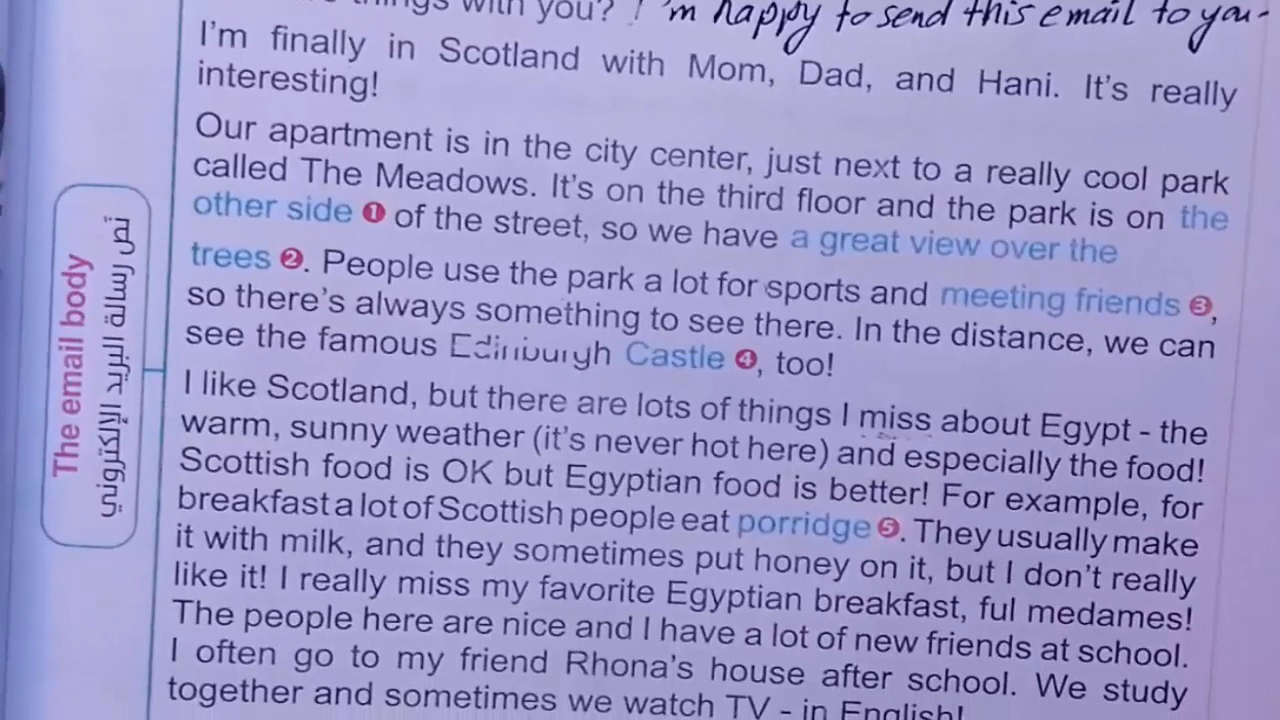 things with you? I'm happy to send this email to you-
I'm finally in Scotland with Mom, Dad, and Hani. It's really
interesting!
Our apartment is in the city center, just next to a really cool park
called The Meadows. It's on the third floor and the park is on the
other side 1 of the street, so we have a great view over the
trees 2. People use the park a lot for sports and meeting friends 3,
so there's always something to see there. In the distance, we can
see the famous Edinburgh Castle 4, too!
I like Scotland, but there are lots of things I miss about Egypt - the
warm, sunny weather (it's never hot here) and especially the food!
Scottish food is OK but Egyptian food is better! For example, for
breakfast a lot of Scottish people eat porridge 5. They usually make
it with milk, and they sometimes put honey on it, but I don't really
like it! I really miss my favorite Egyptian breakfast, ful medames!
The people here are nice and I have a lot of new friends at school.
I often go to my friend Rhona's house after school. We study
together and sometimes we watch TV - in English!
The email body
نص الرسالة البريد الإلكترونية